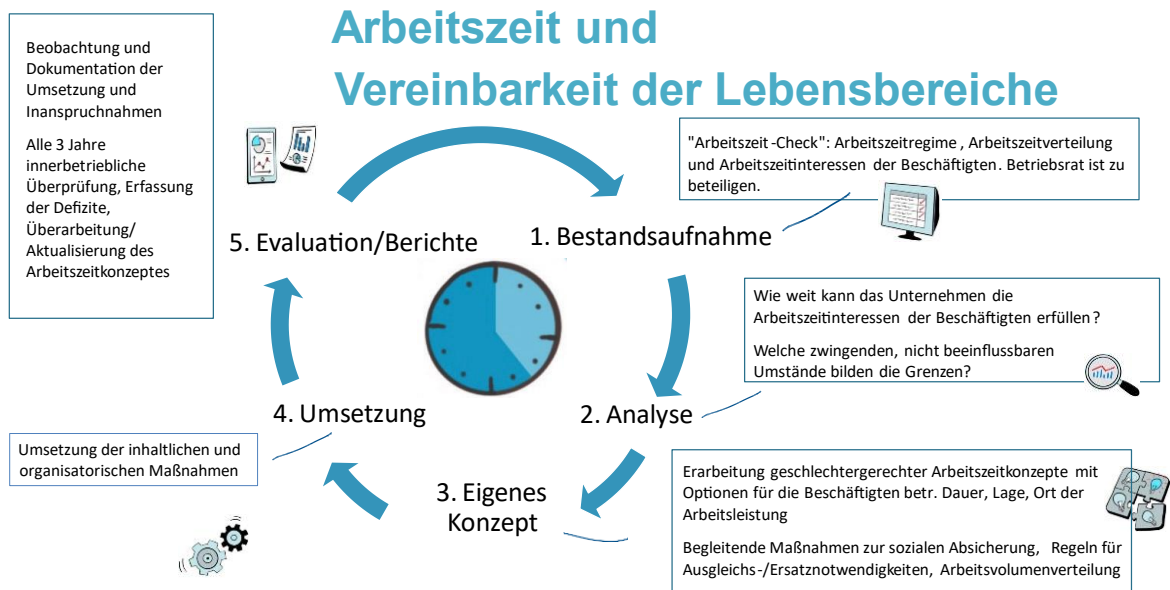 Arbeitszeit und
Vereinbarkeit der Lebensbereiche
Beobachtung und
Dokumentation der
Umsetzung und
Inanspruchnahmen
Alle 3 Jahre
innerbetriebliche
Überprüfung, Erfassung
der Defizite,
Überarbeitung/
Aktualisierung des
Arbeitszeitkonzeptes
"Arbeitszeit-Check": Arbeitszeitregime, Arbeitszeitverteilung
und Arbeitszeitinteressen der Beschäftigten. Betriebsrat ist zu
beteiligen.
5. Evaluation/Berichte
1. Bestandsaufnahme
Wie weit kann das Unternehmen die
Arbeitszeitinteressen der Beschäftigten erfüllen?
Welche zwingenden, nicht beeinflussbaren
Umstände bilden die Grenzen?
4. Umsetzung
2. Analyse
Umsetzung der inhaltlichen und
organisatorischen Maßnahmen
3. Eigenes
Konzept
Erarbeitung geschlechtergerechter Arbeitszeitkonzepte mit
Optionen für die Beschäftigten betr. Dauer, Lage, Ort der
Arbeitsleistung
Begleitende Maßnahmen zur sozialen Absicherung, Regeln für
Ausgleichs-/Ersatznotwendigkeiten, Arbeitsvolumenverteilung